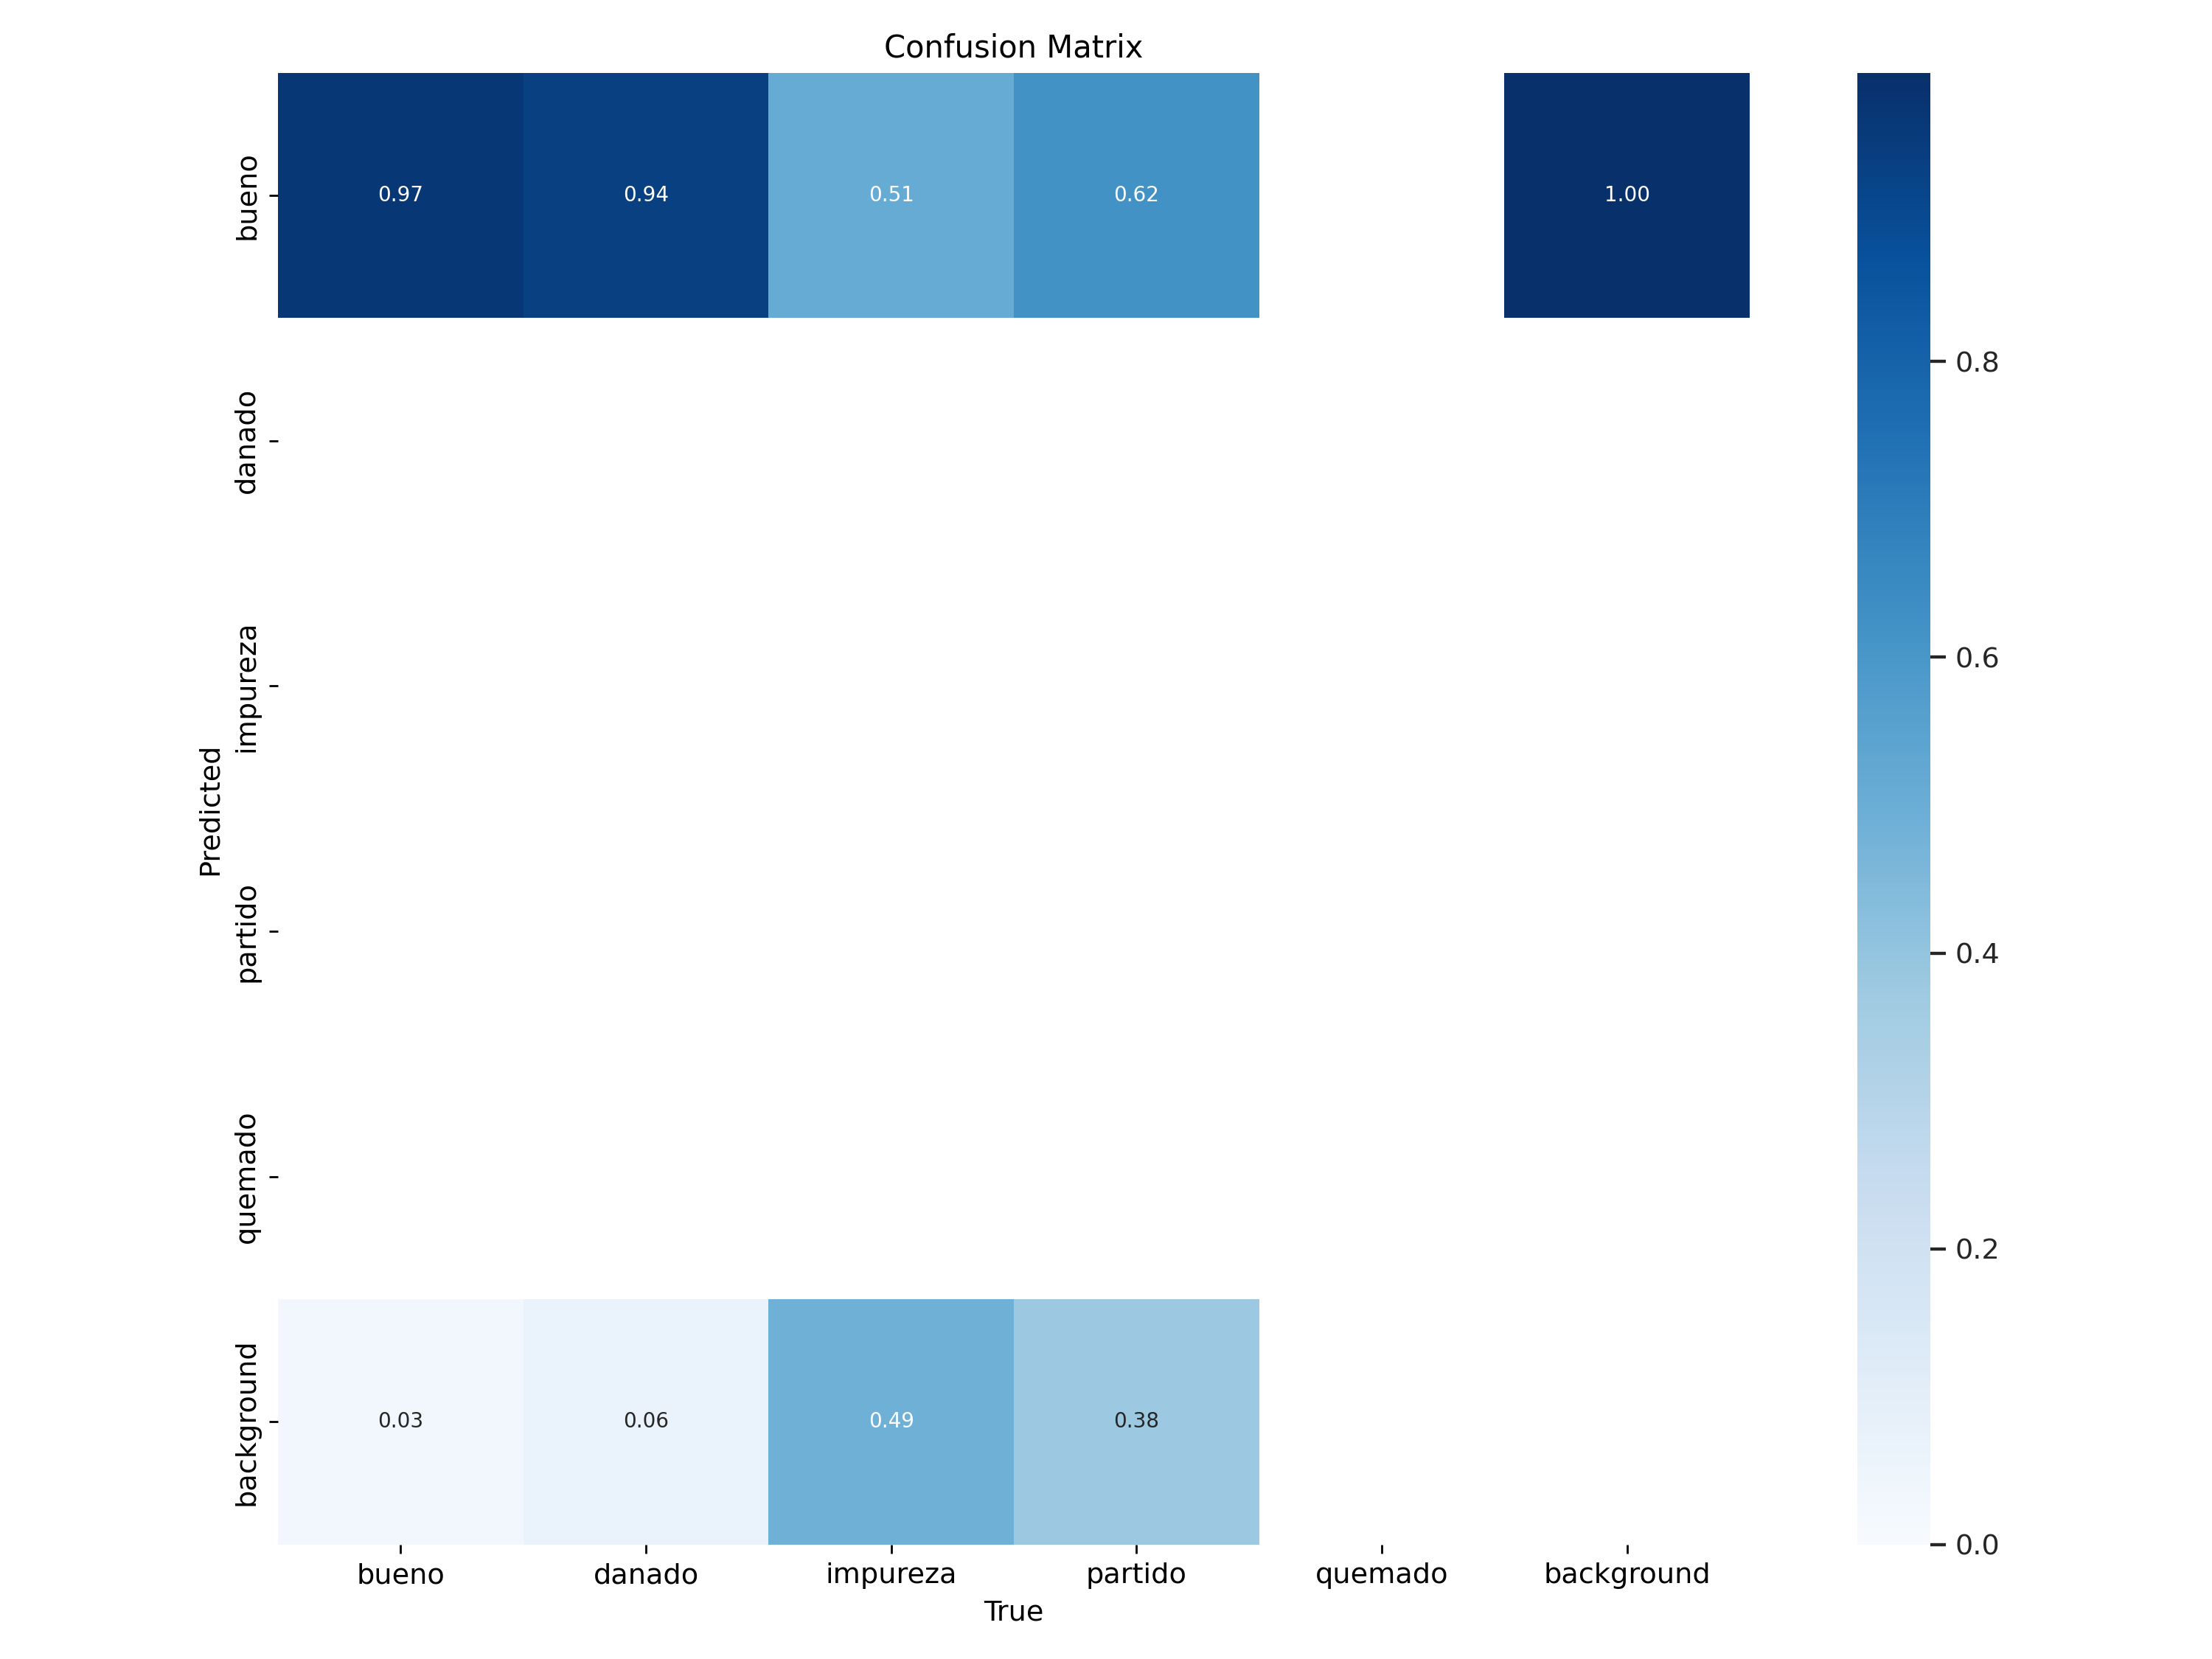 Confusion Matrix
bueno
0.97 0.94 0.51 0.62 1.00
danado
impureza
partido
quemado
background
0.03 0.06 0.49 0.38
Predicted
bueno danado impureza partido quemado background
True
0.8
0.6
0.4
0.2
0.0